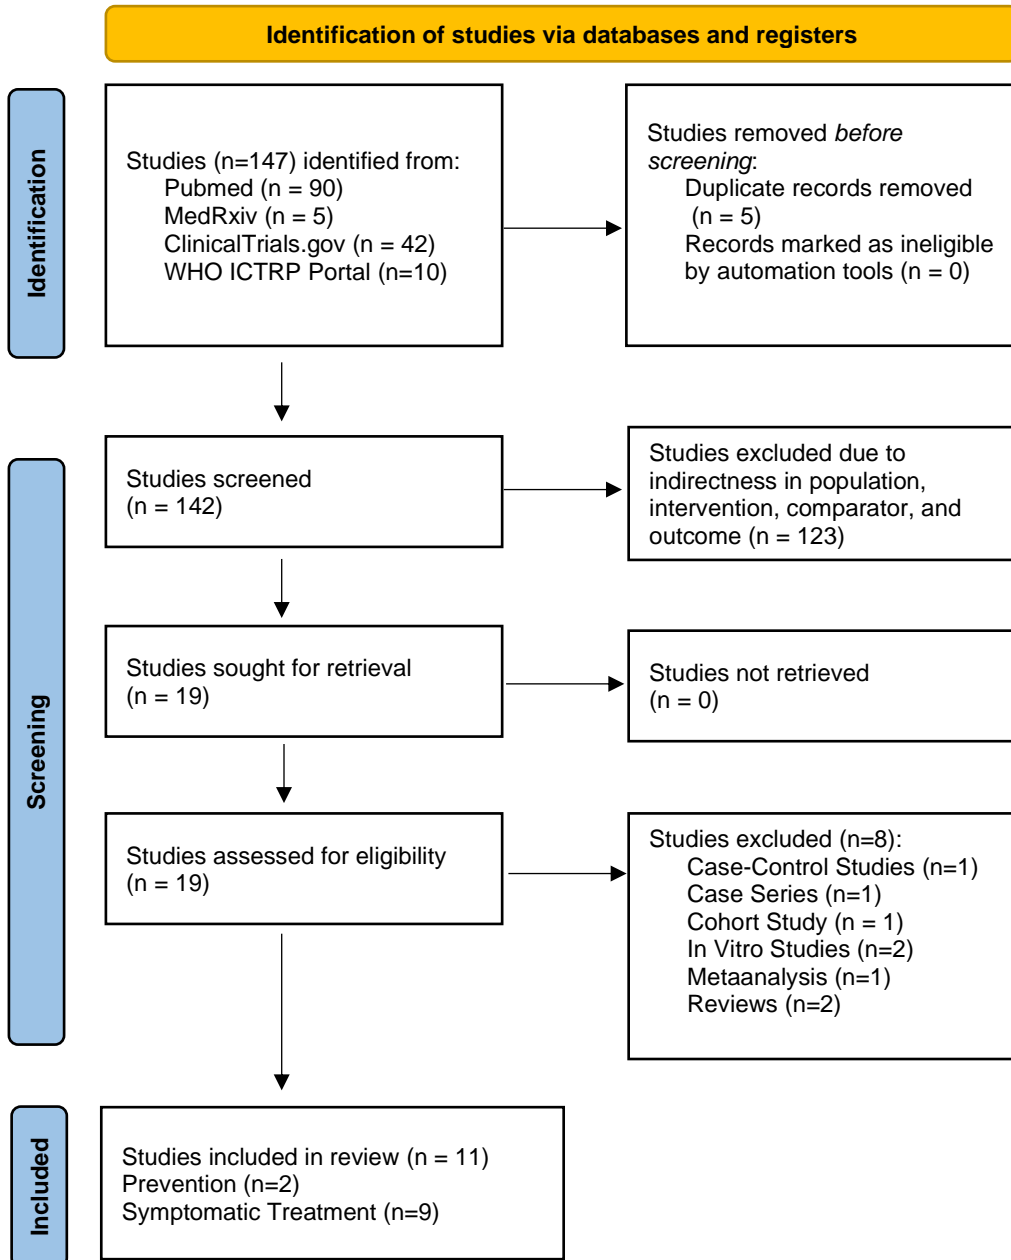 Identification of studies via databases and registers
Identification
Studies (n=147) identified from:
Pubmed (n = 90)
MedRxiv (n = 5)
ClinicalTrials.gov (n = 42)
WHO ICTRP Portal (n=10)
Studies removed before
screening:
Duplicate records removed
(n = 5)
Records marked as ineligible
by automation tools (n = 0)
Screening
Studies screened
(n = 142)
Studies excluded due to
indirectness in population,
intervention, comparator, and
outcome (n = 123)
Studies sought for retrieval
(n = 19)
Studies not retrieved
(n = 0)
Studies assessed for eligibility
(n = 19)
Studies excluded (n=8):
Case-Control Studies (n=1)
Case Series (n=1)
Cohort Study (n = 1)
In Vitro Studies (n=2)
Metaanalysis (n=1)
Reviews (n=2)
Included
Studies included in review (n = 11)
Prevention (n=2)
Symptomatic Treatment (n=9)